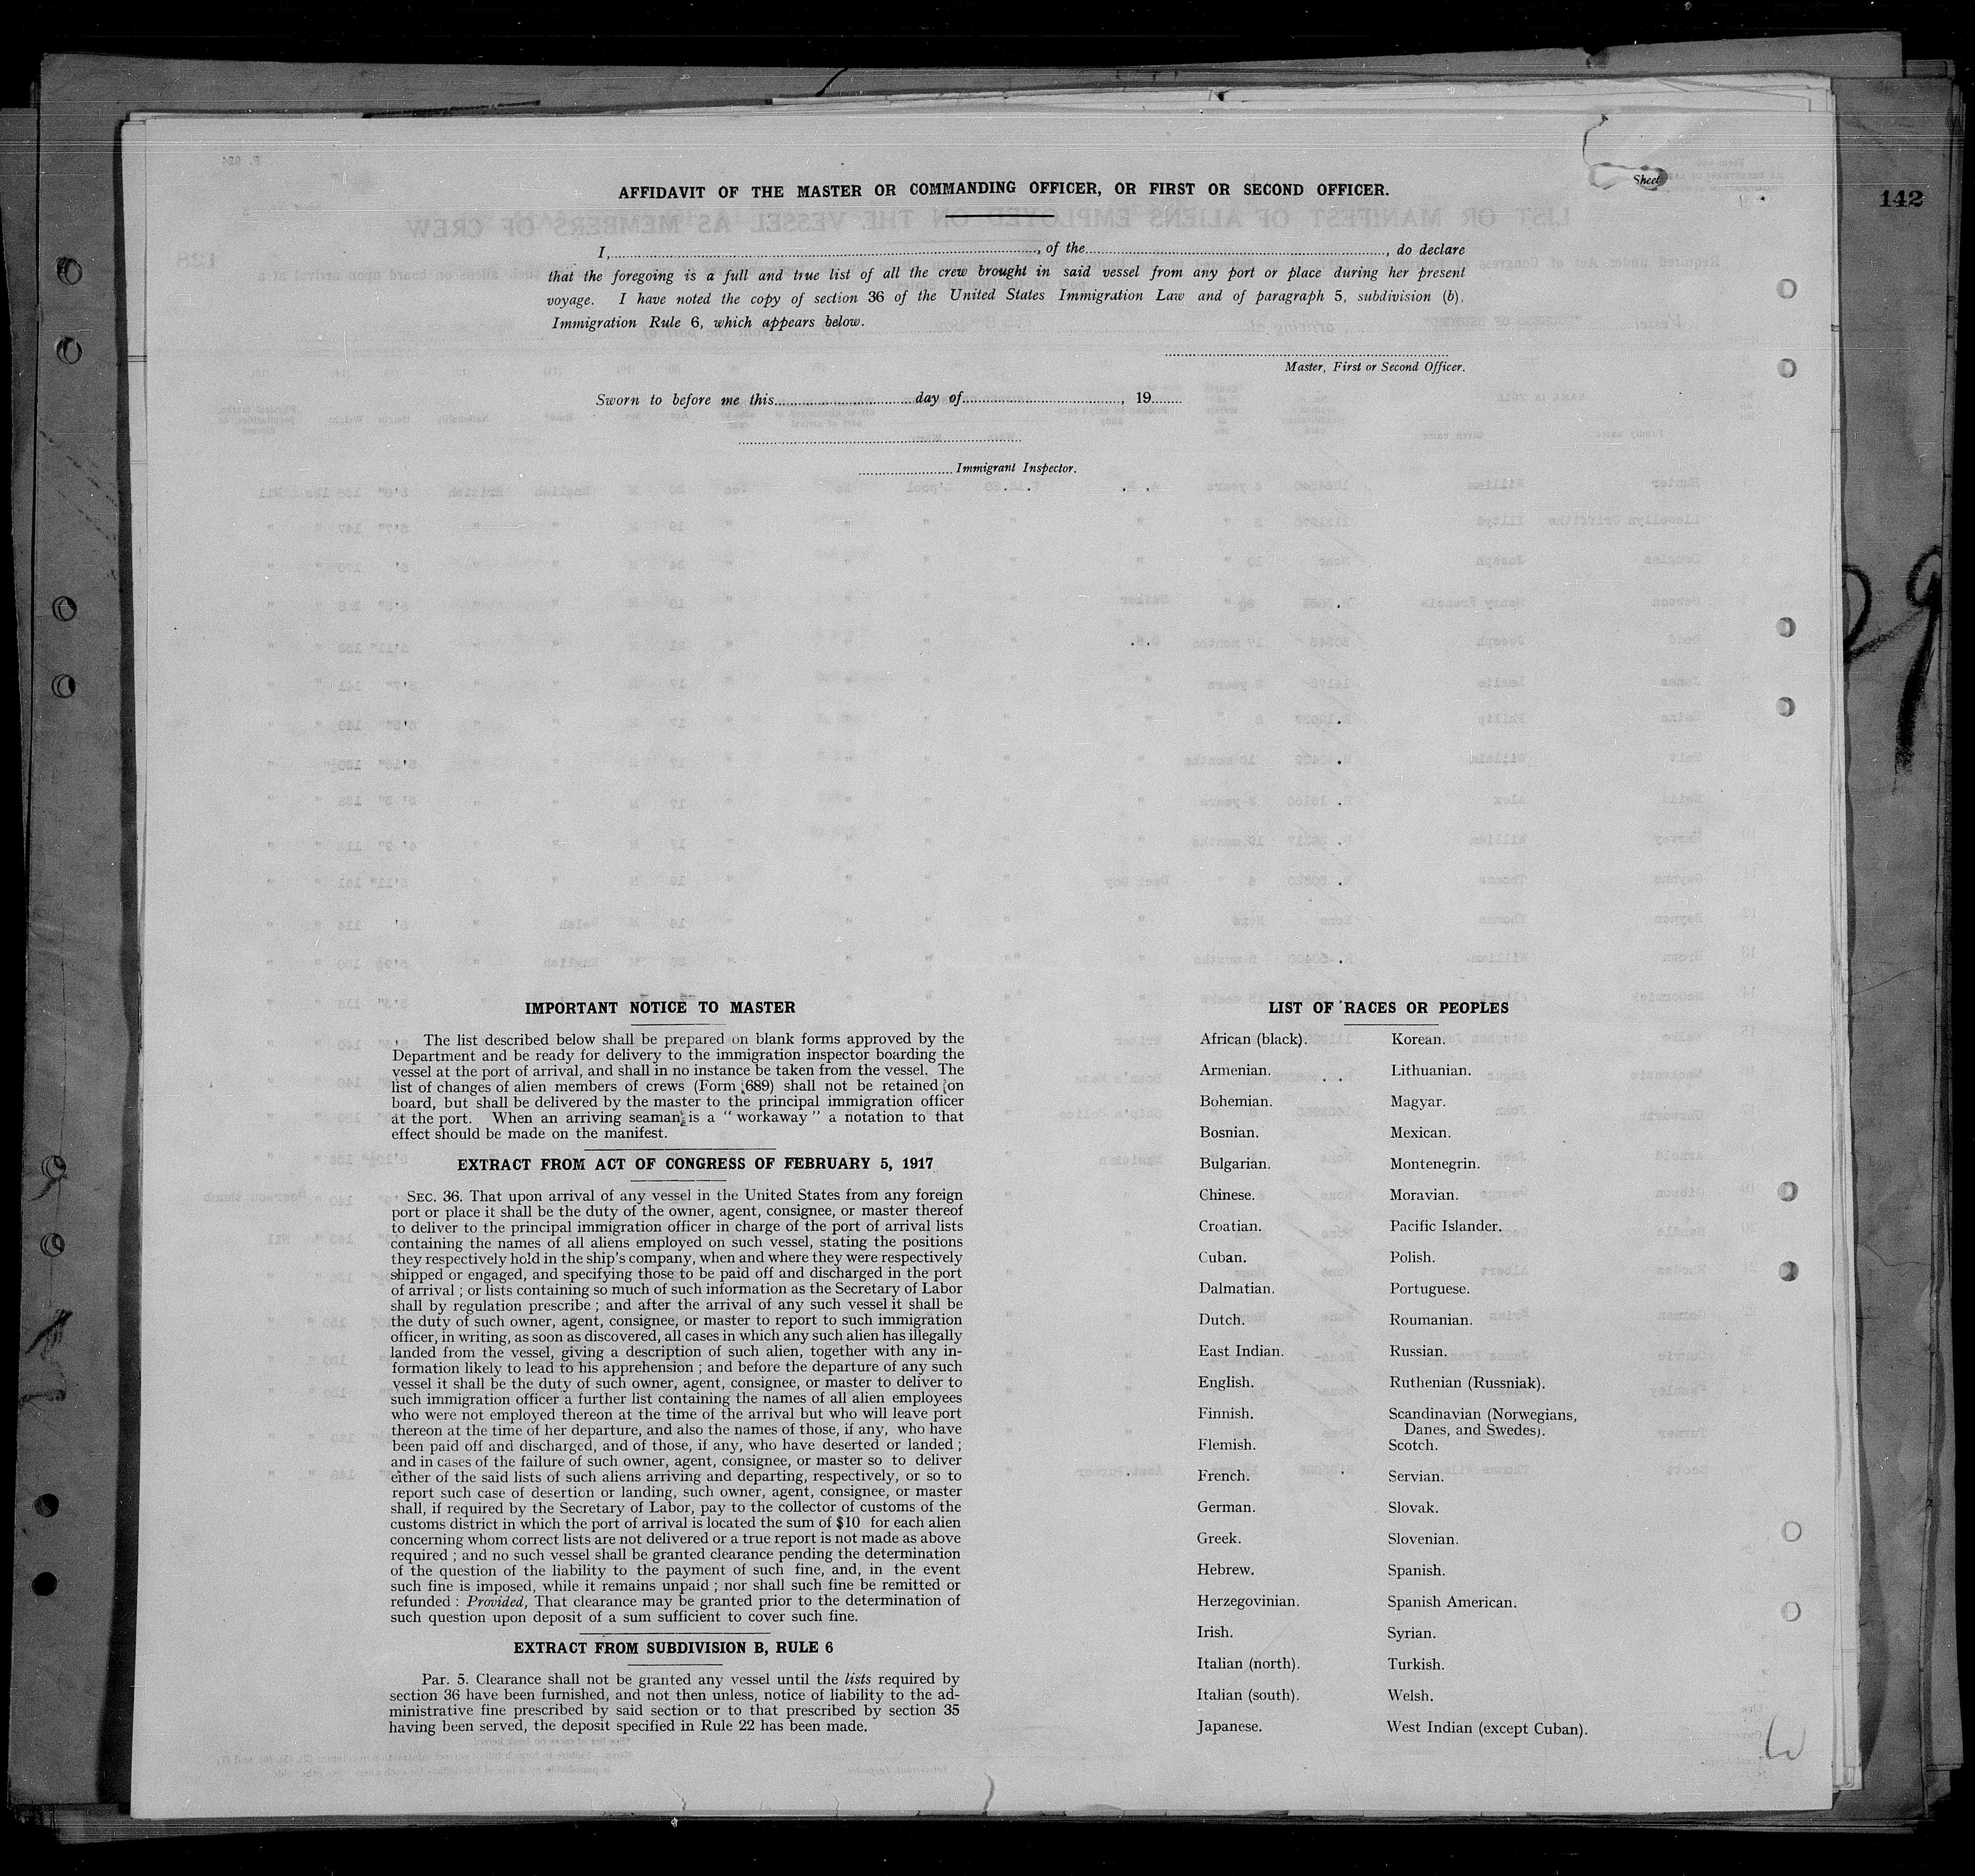 Sheet
142
AFFIDAVIT OF THE MASTER OR COMMANDING OFFICER, OR FIRST OR SECOND OFFICER.
I,, of the, do declare
that the foregoing is a full and true list of all the crew brought in said vessel from any port or place during her present
voyage. I have noted the copy of section 36 of the United States Immigration Law and of paragraph 5, subdivision (b),
Immigration Rule 6, which appears below.
Master, First or Second Officer.
Sworn to before me this day of, 19
Immigrant Inspector.
IMPORTANT NOTICE TO MASTER
The list described below shall be prepared on blank forms approved by the
Department and be ready for delivery to the immigration inspector boarding the
vessel at the port of arrival, and shall in no instance be taken from the vessel. The
list of changes of alien members of crews (Form 689) shall not be retained on
board, but shall be delivered by the master to the principal immigration officer
at the port. When an arriving seaman is a " workaway " a notation to that
effect should be made on the manifest.
EXTRACT FROM ACT OF CONGRESS OF FEBRUARY 5, 1917
SEC. 36. That upon arrival of any vessel in the United States from any foreign
port or place it shall be the duty of the owner, agent, consignee, or master thereof
to deliver to the principal immigration officer in charge of the port of arrival lists
containing the names of all aliens employed on such vessel, stating the positions
they respectively hold in the ship's company, when and where they were respectively
shipped or engaged, and specifying those to be paid off and discharged in the port
of arrival ; or lists containing so much of such information as the Secretary of Labor
shall by regulation prescribe ; and after the arrival of any such vessel it shall be
the duty of such owner, agent, consignee, or master to report to such immigration
officer, in writing, as soon as discovered, all cases in which any such alien has illegally
landed from the vessel, giving a description of such alien, together with any in-
formation likely to lead to his apprehension ; and before the departure of any such
vessel it shall be the duty of such owner, agent, consignee, or master to deliver to
such immigration officer a further list containing the names of all alien employees
who were not employed thereon at the time of the arrival but who will leave port
thereon at the time of her departure, and also the names of those, if any, who have
been paid off and discharged, and of those, if any, who have deserted or landed ;
and in cases of the failure of such owner, agent, consignee, or master so to deliver
either of the said lists of such aliens arriving and departing, respectively, or so to
report such case of desertion or landing, such owner, agent, consignee, or master
shall, if required by the Secretary of Labor, pay to the collector of customs of the
customs district in which the port of arrival is located the sum of $10 for each alien
concerning whom correct lists are not delivered or a true report is not made as above
required ; and no such vessel shall be granted clearance pending the determination
of the question of the liability to the payment of such fine, and, in the event
such fine is imposed, while it remains unpaid ; nor shall such fine be remitted or
refunded : Provided, That clearance may be granted prior to the determination of
such question upon deposit of a sum sufficient to cover such fine.
EXTRACT FROM SUBDIVISION B, RULE 6
Par. 5. Clearance shall not be granted any vessel until the lists required by
section 36 have been furnished, and not then unless, notice of liability to the ad-
ministrative fine prescribed by said section or to that prescribed by section 35
having been served, the deposit specified in Rule 22 has been made.
LIST OF RACES OR PEOPLES
African (black).
Armenian.
Bohemian.
Bosnian.
Bulgarian.
Chinese.
Croatian.
Cuban.
Dalmatian.
Dutch.
East Indian.
English.
Finnish.
Flemish.
French.
German.
Greek.
Hebrew.
Herzegovinian.
Irish.
Italian (north).
Italian (south).
Japanese.
Korean.
Lithuanian.
Magyar.
Mexican.
Montenegrin.
Moravian.
Pacific Islander.
Polish.
Portuguese.
Roumanian.
Russian.
Ruthenian (Russniak).
Scandinavian (Norwegians,
Danes, and Swedes).
Scotch.
Servian.
Slovak.
Slovenian.
Spanish.
Spanish American.
Syrian.
Turkish.
Welsh.
West Indian (except Cuban).